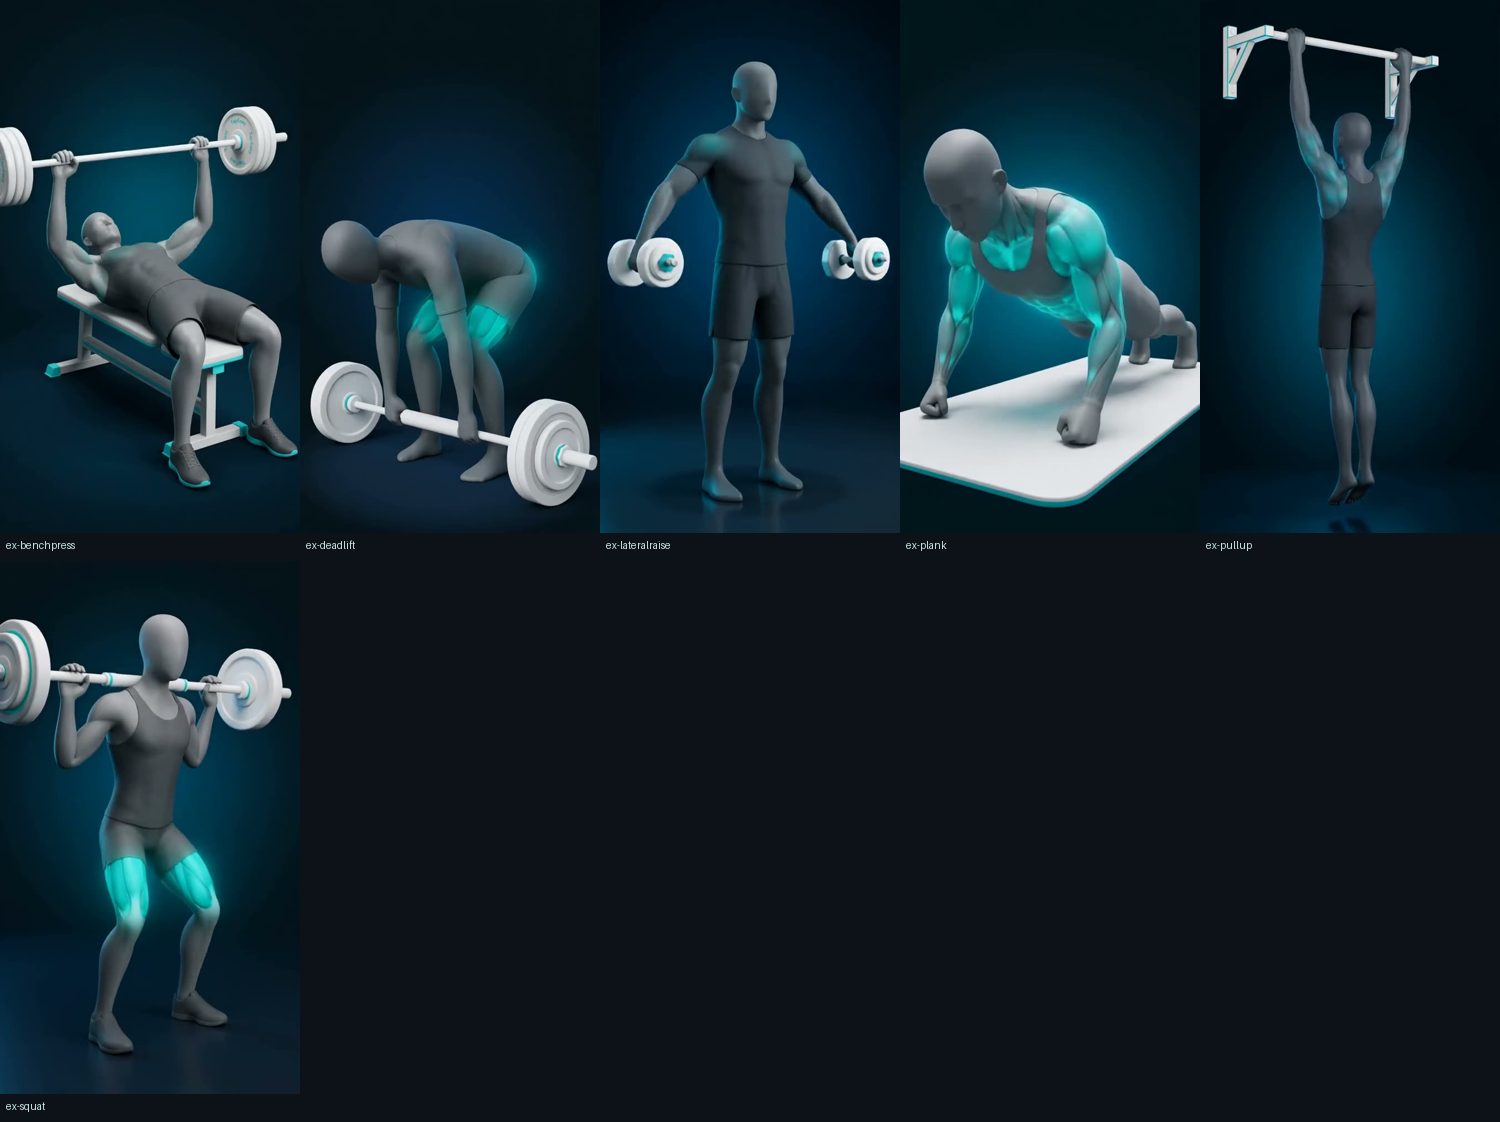 ex-benchpress
ex-deadlift
ex-lateralraise
ex-plank
ex-pullup
ex-squat